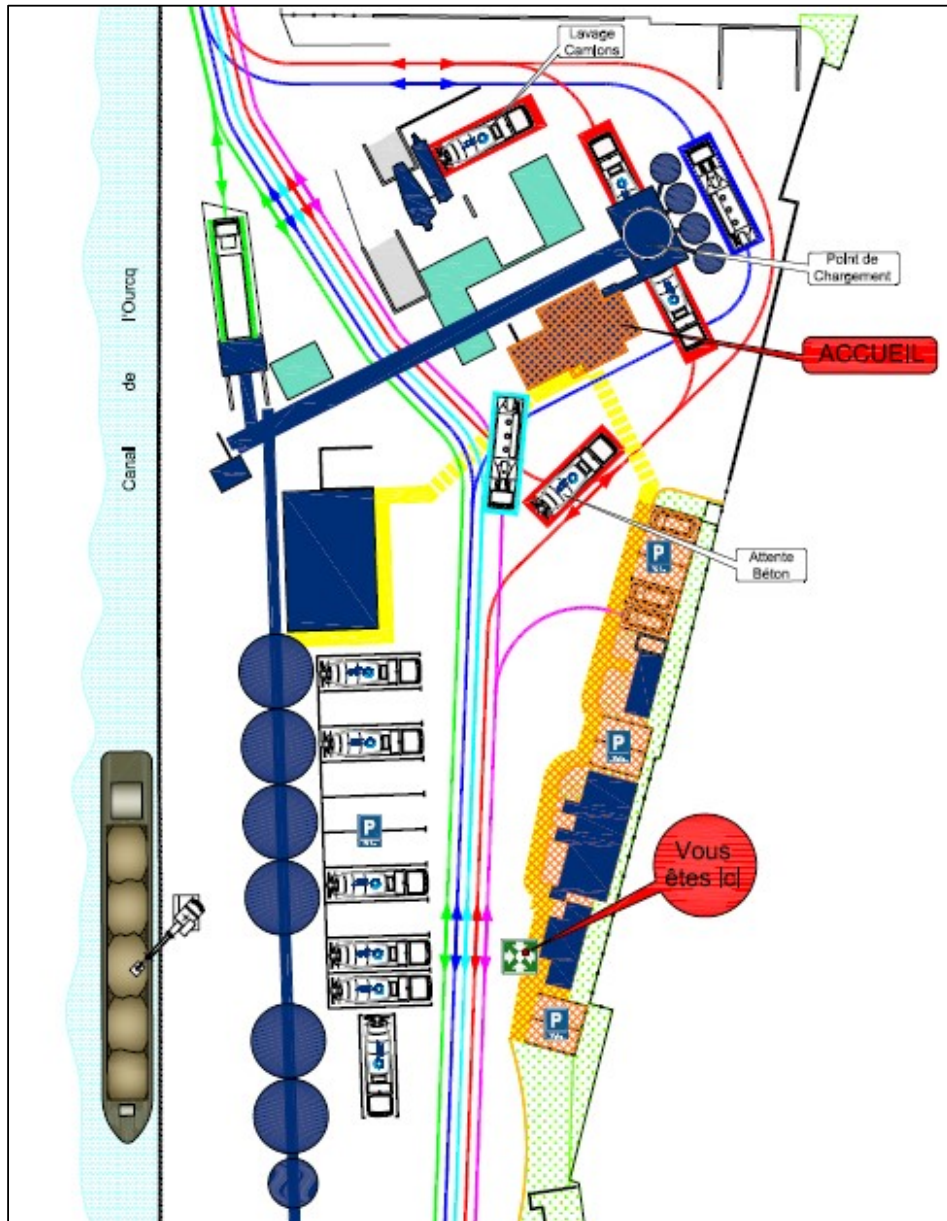 Lavage
Camions
Point de
Chargement
ACCUEIL
Canal de l'Ourcq
Attente
Béton
P
P
Vous
êtes ici
P
P